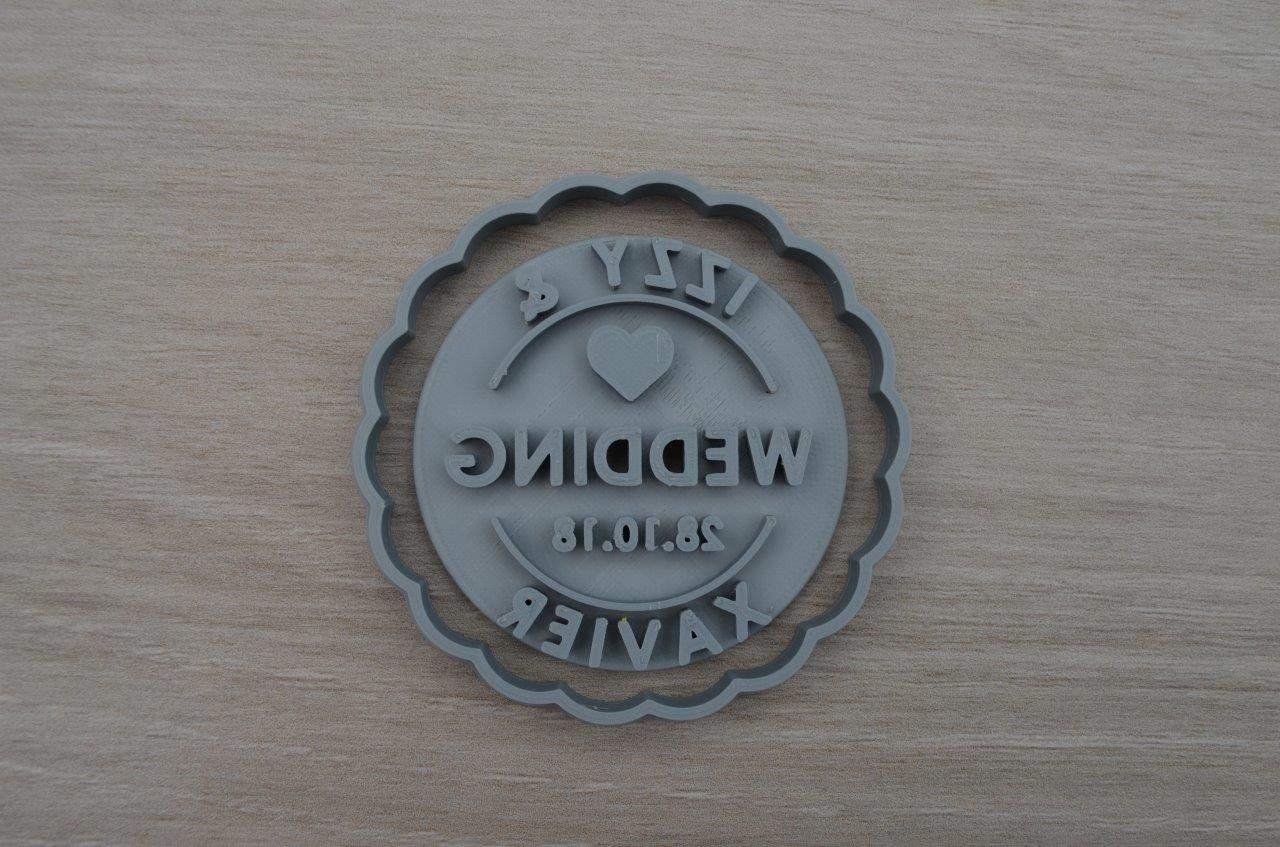 IZZY &
WEDDING
28.10.18
XAVIER